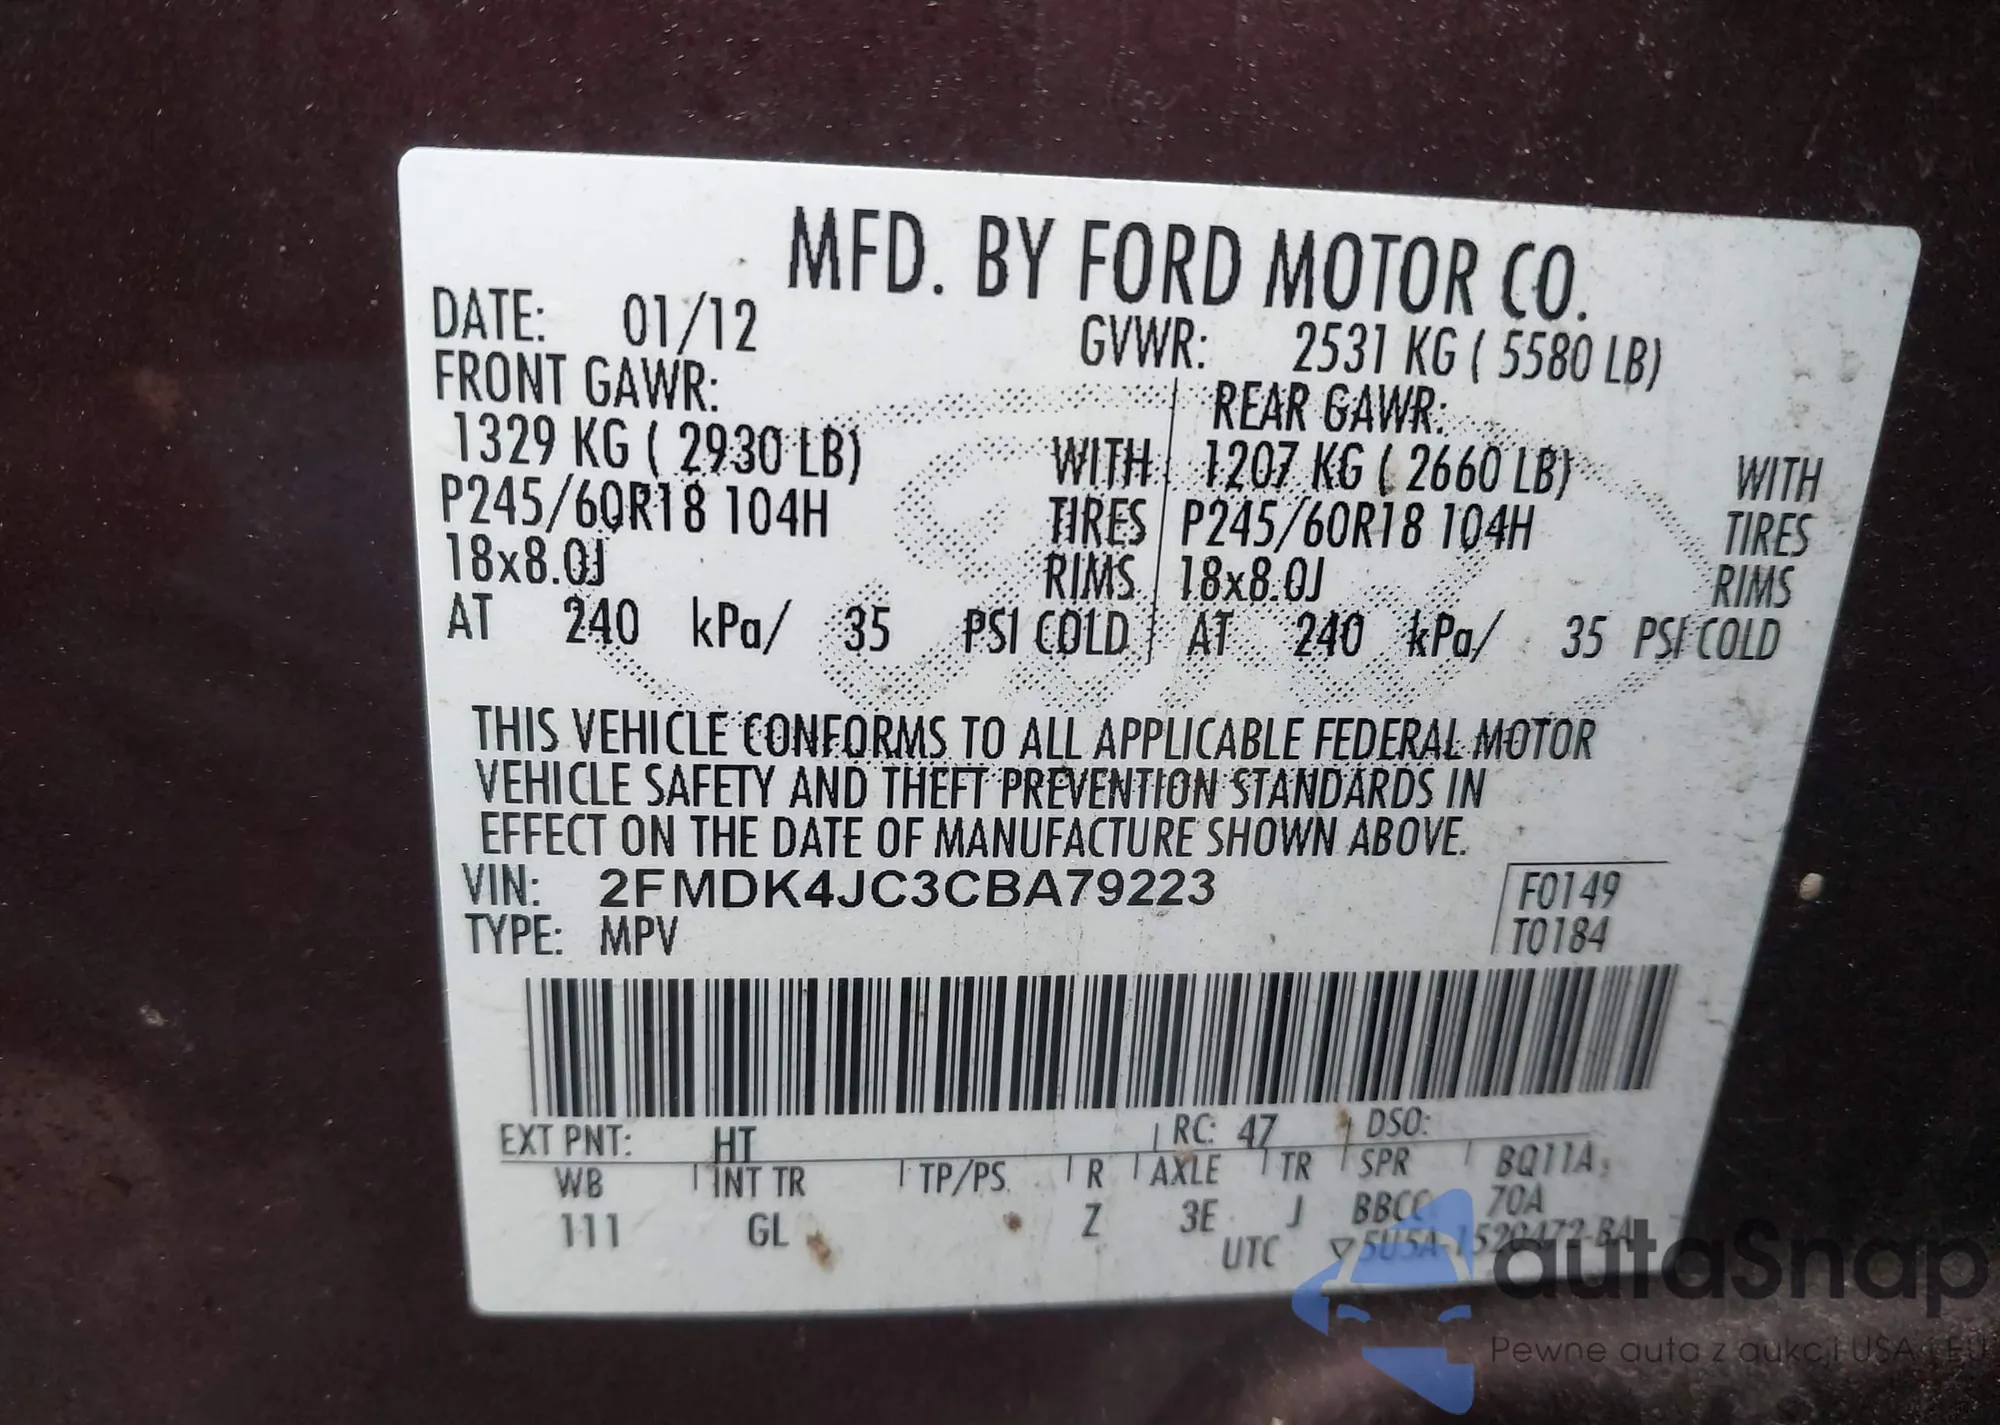 MFD. BY FORD MOTOR CO.
DATE: 01/12 GVWR: 2531 KG ( 5580 LB)
FRONT GAWR: REAR GAWR:
1329 KG ( 2930 LB) WITH 1207 KG ( 2660 LB) WITH
P245/60R18 104H TIRES P245/60R18 104H TIRES
18x8.0J RIMS 18x8.0J RIMS
AT 240 kPa/ 35 PSI COLD AT 240 kPa/ 35 PSI COLD
THIS VEHICLE CONFORMS TO ALL APPLICABLE FEDERAL MOTOR
VEHICLE SAFETY AND THEFT PREVENTION STANDARDS IN
EFFECT ON THE DATE OF MANUFACTURE SHOWN ABOVE.
VIN: 2FMDK4JC3CBA79223 F0149
TYPE: MPV T0184
EXT PNT: HT RC: 47 DSO:
WB INT TR TP/PS R AXLE TR SPR BQ11A
111 GL Z 3E J BBCC 70A
UTC 5U5A-1520472-BA
autaSnap
Pewne auta z aukcji USA i EU